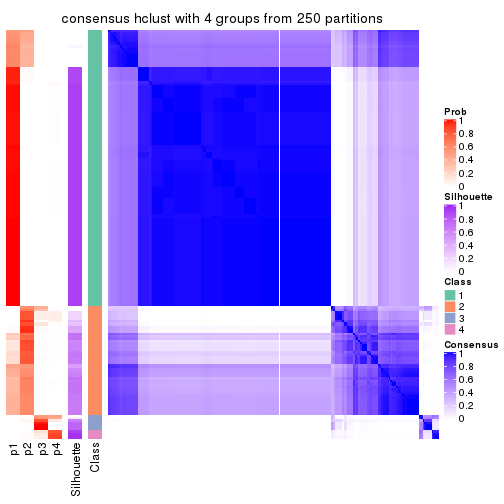 consensus hclust with 4 groups from 250 partitions
Prob
1
0.8
0.6
0.4
0.2
0
Silhouette
1
0.8
0.6
0.4
0.2
0
Class
1
2
3
4
Consensus
1
0.8
0.6
0.4
0.2
0
p1
p2
p3
p4
Silhouette
Class